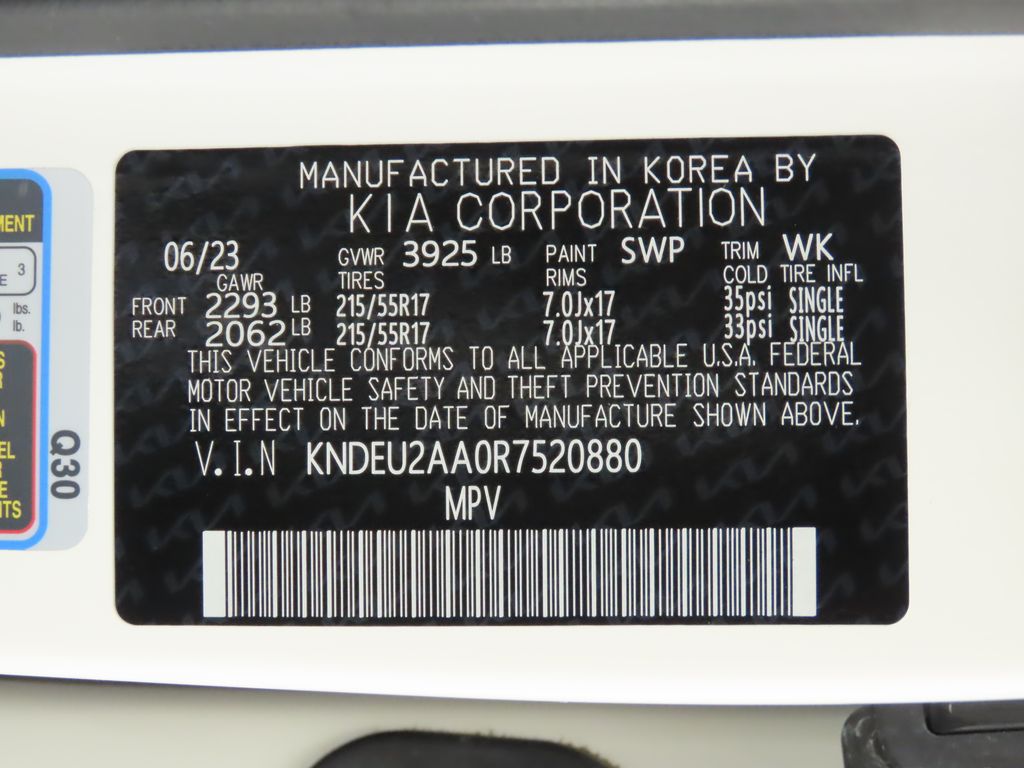 MANUFACTURED IN KOREA BY
KIA CORPORATION
06/23 GVWR 3925 LB PAINT SWP TRIM WK
GAWR TIRES RIMS COLD TIRE INFL
FRONT 2293 LB 215/55R17 7.0Jx17 35psi SINGLE
REAR 2062 LB 215/55R17 7.0Jx17 33psi SINGLE
THIS VEHICLE CONFORMS TO ALL APPLICABLE U.S.A. FEDERAL
MOTOR VEHICLE SAFETY AND THEFT PREVENTION STANDARDS
IN EFFECT ON THE DATE OF MANUFACTURE SHOWN ABOVE.
V.I.N KNDEU2AA0R7520880
MPV
3
lbs.
lb.
Q30